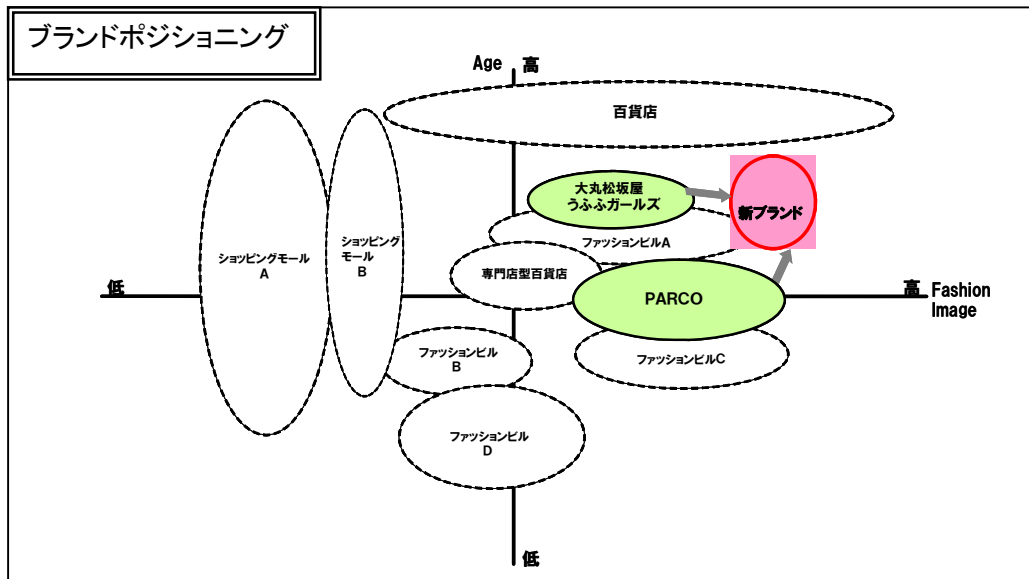 ブランドポジショニング
Age
高
百貨店
大丸松坂屋
うふふガールズ
新ブランド
ファッションビルA
ショッピングモール
A
ショッピング
モール
B
専門店型百貨店
低
PARCO
高
Fashion
Image
ファッションビル
B
ファッションビルC
ファッションビル
D
低